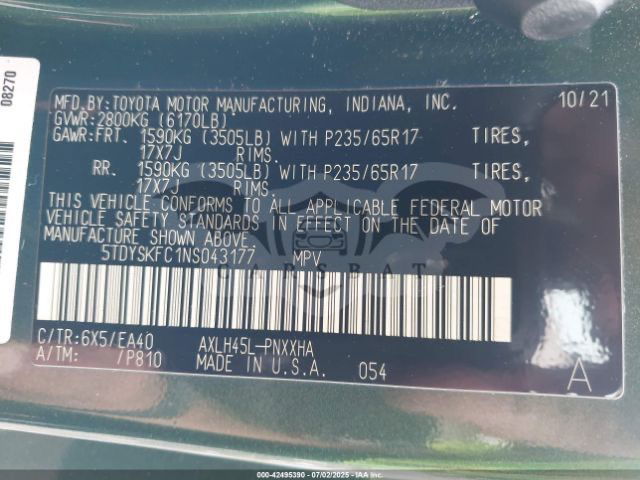 08270
MFD.BY:TOYOTA MOTOR MANUFACTURING, INDIANA, INC. 10/21
GVWR:2800KG (6170LB)
GAWR:FRT. 1590KG (3505LB) WITH P235/65R17 TIRES,
17X7J RIMS
RR. 1590KG (3505LB) WITH P235/65R17 TIRES,
17X7J RIMS
THIS VEHICLE CONFORMS TO ALL APPLICABLE FEDERAL MOTOR
VEHICLE SAFETY STANDARDS IN EFFECT ON THE DATE OF
MANUFACTURE SHOWN ABOVE.
5TDYSKFC1NS043177 MPV
CARSBAT
C/TR:6X5/EA40 AXLH45L-PNXXHA
A/TM: /P810 MADE IN U.S.A. 054 A
000-42495390 - 07/02/2025 - IAAI.COM